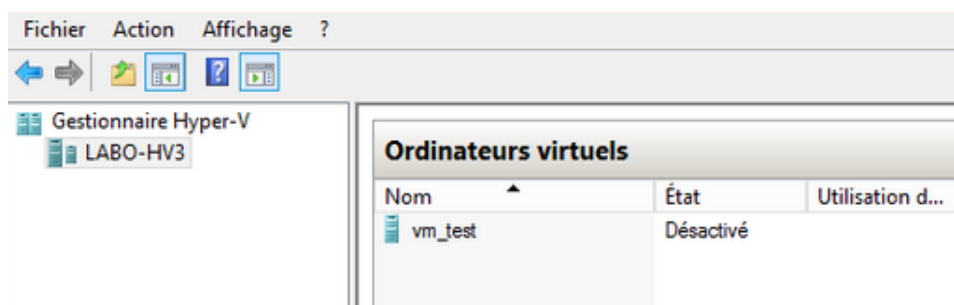 Fichier Action Affichage ?
Gestionnaire Hyper-V
LABO-HV3
Ordinateurs virtuels
Nom État Utilisation d...
vm_test Désactivé